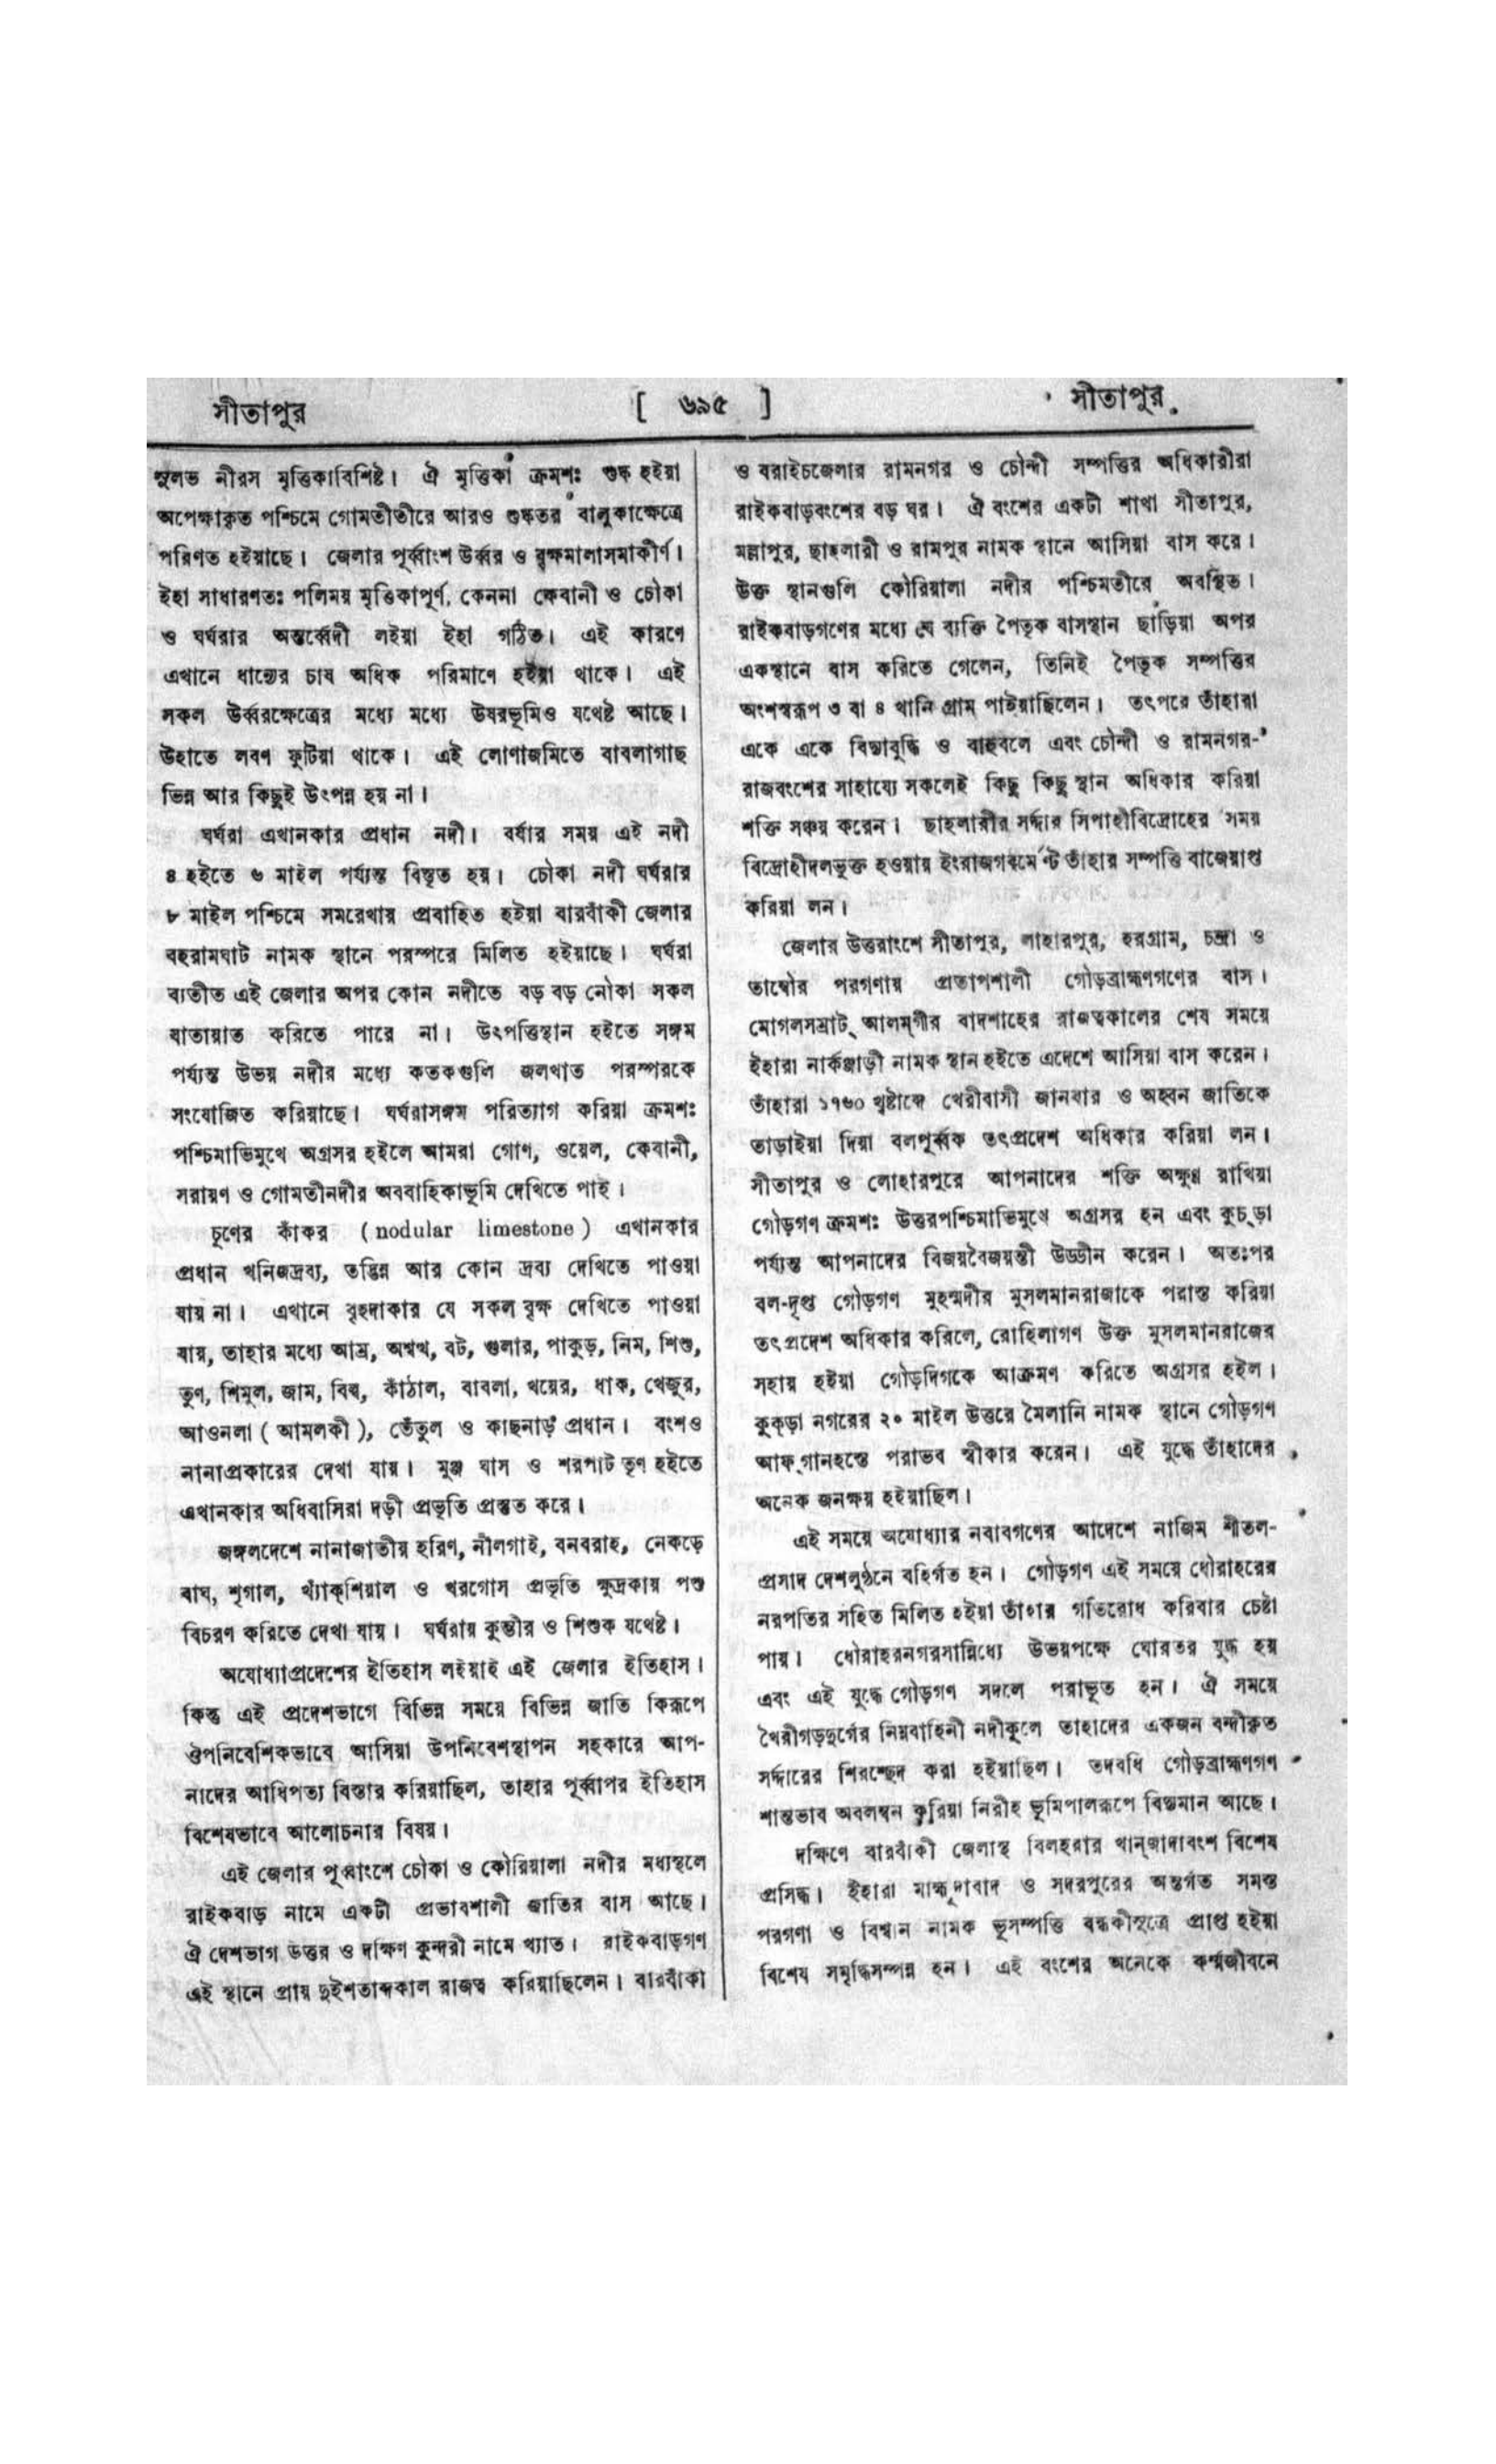 সীতাপুর [ ৬৯৫ ] সীতাপুর
সুলভ নীরস মৃত্তিকাবিশিষ্ট। ঐ মৃত্তিকা ক্রমশঃ শুষ্ক হইয়া
অপেক্ষাকৃত পশ্চিমে গোমতীতীরে আরও শুষ্কতর বালুকাক্ষেত্রে
পরিণত হইয়াছে। জেলার পূর্ব্বাংশ উর্ব্বর ও বৃক্ষমালাসমাকীর্ণ।
ইহা সাধারণতঃ পলিময় মৃত্তিকাপূর্ণ, কেননা কেবানী ও চৌকা
ও ঘর্ঘরার অন্তর্ব্বেদী লইয়া ইহা গঠিত। এই কারণে
এখানে ধান্যের চাষ অধিক পরিমাণে হইয়া থাকে। এই
সকল উর্ব্বরক্ষেত্রের মধ্যে মধ্যে উষরভূমিও যথেষ্ট আছে।
উহাতে লবণ ফুটিয়া থাকে। এই লোণাজমিতে বাবলাগাছ
ভিন্ন আর কিছুই উৎপন্ন হয় না।
ঘর্ঘরা এখানকার প্রধান নদী। বর্ষার সময় এই নদী
৪ হইতে ৬ মাইল পর্য্যন্ত বিস্তৃত হয়। চৌকা নদী ঘর্ঘরার
৮ মাইল পশ্চিমে সমরেখায় প্রবাহিত হইয়া বারবাঁকী জেলার
বহরামঘাট নামক স্থানে পরস্পরে মিলিত হইয়াছে। ঘর্ঘরা
ব্যতীত এই জেলার অপর কোন নদীতে বড় বড় নৌকা সকল
যাতায়াত করিতে পারে না। উৎপত্তিস্থান হইতে সঙ্গম
পর্য্যন্ত উভয় নদীর মধ্যে কতকগুলি জলখাত পরস্পরকে
সংযোজিত করিয়াছে। ঘর্ঘরাসঙ্গম পরিত্যাগ করিয়া ক্রমশঃ
পশ্চিমাভিমুখে অগ্রসর হইলে আমরা গোণ, ওয়েল, কেবানী,
সরায়ণ ও গোমতীনদীর অববাহিকাভূমি দেখিতে পাই।
চূণের কাঁকর ( nodular limestone ) এখানকার
প্রধান খনিজদ্রব্য, তদ্ভিন্ন আর কোন দ্রব্য দেখিতে পাওয়া
যায় না। এখানে বৃহদাকার যে সকল বৃক্ষ দেখিতে পাওয়া
যায়, তাহার মধ্যে আম্র, অশ্বত্থ, বট, গুলার, পাকুড়, নিম, শিশু,
তুণ, শিমুল, জাম, বিল্ব, কাঁঠাল, বাবলা, খয়ের, ধাক, খেজুর,
আওনলা ( আমলকী ), তেঁতুল ও কাছনাড় প্রধান। বংশও
নানাপ্রকারের দেখা যায়। মুঞ্জ ঘাস ও শরপাট তৃণ হইতে
এখানকার অধিবাসিরা দড়ী প্রভৃতি প্রস্তুত করে।
জঙ্গলদেশে নানাজাতীয় হরিণ, নীলগাই, বনবরাহ, নেকড়ে
বাঘ, শৃগাল, খ্যাঁক্‌শিয়াল ও খরগোস প্রভৃতি ক্ষুদ্রকায় পশু
বিচরণ করিতে দেখা যায়। ঘর্ঘরায় কুম্ভীর ও শিশুক যথেষ্ট।
অযোধ্যাপ্রদেশের ইতিহাস লইয়াই এই জেলার ইতিহাস।
কিন্তু এই প্রদেশভাগে বিভিন্ন সময়ে বিভিন্ন জাতি কিরূপে
ঔপনিবেশিকভাবে আসিয়া উপনিবেশস্থাপন সহকারে আপ-
নাদের আধিপত্য বিস্তার করিয়াছিল, তাহার পূর্ব্বাপর ইতিহাস
বিশেষভাবে আলোচনার বিষয়।
এই জেলার পূর্ব্বাংশে চৌকা ও কৌরিয়ালা নদীর মধ্যস্থলে
রাইকবাড় নামে একটী প্রভাবশালী জাতির বাস আছে।
ঐ দেশভাগ উত্তর ও দক্ষিণ কুন্দরী নামে খ্যাত। রাইকবাড়গণ
এই স্থানে প্রায় দুইশতাব্দকাল রাজত্ব করিয়াছিলেন। বারবাঁকী
ও বরাইচজেলার রামনগর ও চৌন্দী সম্পত্তির অধিকারীরা
রাইকবাড়বংশের বড় ঘর। ঐ বংশের একটী শাখা সীতাপুর,
মল্লাপুর, ছাহলারী ও রামপুর নামক স্থানে আসিয়া বাস করে।
উক্ত স্থানগুলি কৌরিয়ালা নদীর পশ্চিমতীরে অবস্থিত।
রাইকবাড়গণের মধ্যে যে ব্যক্তি পৈতৃক বাসস্থান ছাড়িয়া অপর
একস্থানে বাস করিতে গেলেন, তিনিই পৈতৃক সম্পত্তির
অংশস্বরূপ ৩ বা ৪ খানি গ্রাম পাইয়াছিলেন। তৎপরে তাঁহারা
একে একে বিদ্যাবুদ্ধি ও বাহুবলে এবং চৌন্দী ও রামনগর-
রাজবংশের সাহায্যে সকলেই কিছু কিছু স্থান অধিকার করিয়া
শক্তি সঞ্চয় করেন। ছাহলারীর সর্দ্দার সিপাহীবিদ্রোহের সময়
বিদ্রোহীদলভুক্ত হওয়ায় ইংরাজগবর্মেণ্ট তাঁহার সম্পত্তি বাজেয়াপ্ত
করিয়া লন।
জেলার উত্তরাংশে সীতাপুর, লাহারপুর, হরগ্রাম, চন্দ্রা ও
তাম্বোর পরগণায় প্রতাপশালী গৌড়ব্রাহ্মণগণের বাস।
মোগলসম্রাট্ আলম্‌গীর বাদশাহের রাজত্বকালের শেষ সময়ে
ইহারা নার্কঞ্জাড়ী নামক স্থান হইতে এদেশে আসিয়া বাস করেন।
তাঁহারা ১৭৬০ খৃষ্টাব্দে খেরীবাসী জানবার ও অহ্বন জাতিকে
তাড়াইয়া দিয়া বলপূর্ব্বক তৎপ্রদেশ অধিকার করিয়া লন।
সীতাপুর ও লোহারপুরে আপনাদের শক্তি অক্ষুণ্ণ রাখিয়া
গৌড়গণ ক্রমশঃ উত্তরপশ্চিমাভিমুখে অগ্রসর হন এবং কুচ্‌ড়া
পর্য্যন্ত আপনাদের বিজয়বৈজয়ন্তী উড্ডীন করেন। অতঃপর
বল-দৃপ্ত গৌড়গণ মুহম্মদীর মুসলমানরাজাকে পরাস্ত করিয়া
তৎপ্রদেশ অধিকার করিলে, রোহিলাগণ উক্ত মুসলমানরাজের
সহায় হইয়া গৌড়দিগকে আক্রমণ করিতে অগ্রসর হইল।
কুক্‌ড়া নগরের ২০ মাইল উত্তরে মৈলানি নামক স্থানে গৌড়গণ
আফ্‌গানহস্তে পরাভব স্বীকার করেন। এই যুদ্ধে তাঁহাদের
অনেক জনক্ষয় হইয়াছিল।
এই সময়ে অযোধ্যার নবাবগণের আদেশে নাজিম শীতল-
প্রসাদ দেশলুণ্ঠনে বহির্গত হন। গৌড়গণ এই সময়ে ধৌরাহরের
নরপতির সহিত মিলিত হইয়া তাঁহার গতিরোধ করিবার চেষ্টা
পায়। ধৌরাহরনগরসান্নিধ্যে উভয়পক্ষে ঘোরতর যুদ্ধ হয়
এবং এই যুদ্ধে গৌড়গণ সদলে পরাভূত হন। ঐ সময়ে
খৈরীগড়দুর্গের নিম্নবাহিনী নদীকূলে তাহাদের একজন বন্দীকৃত
সর্দ্দারের শিরশ্ছেদ করা হইয়াছিল। তদবধি গৌড়ব্রাহ্মণগণ
শান্তভাব অবলম্বন করিয়া নিরীহ ভূমিপালরূপে বিদ্যমান আছে।
দক্ষিণে বারবাঁকী জেলাস্থ বিলহরার খান্‌জাদাবংশ বিশেষ
প্রসিদ্ধ। ইহারা মাহ্মূদাবাদ ও সদরপুরের অন্তর্গত সমস্ত
পরগণা ও বিশ্বান নামক ভূসম্পত্তি বন্ধকীসূত্রে প্রাপ্ত হইয়া
বিশেষ সমৃদ্ধিসম্পন্ন হন। এই বংশের অনেকে কর্ম্মজীবনে